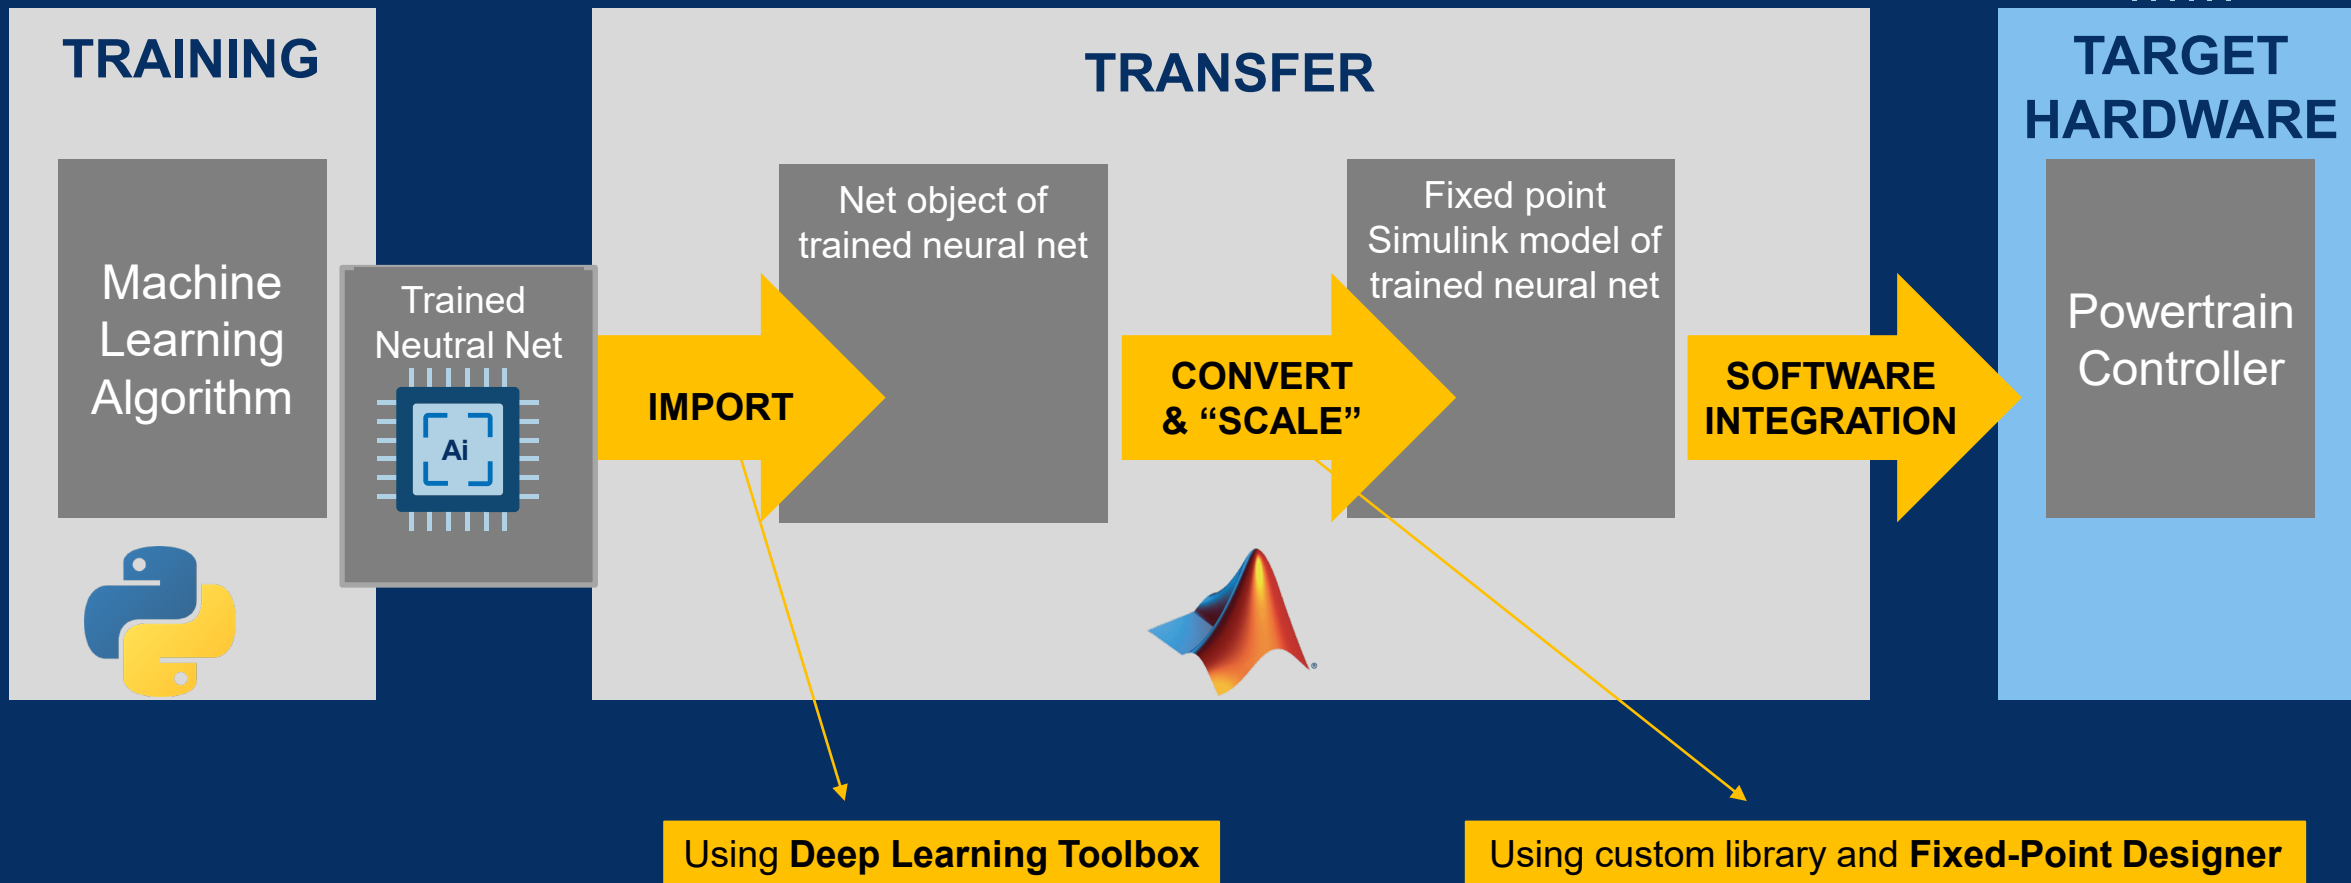 TRAINING
Machine
Learning
Algorithm
Trained
Neutral Net
Ai
TRANSFER
IMPORT
Net object of
trained neural net
CONVERT
& “SCALE”
Fixed point
Simulink model of
trained neural net
SOFTWARE
INTEGRATION
TARGET
HARDWARE
Powertrain
Controller
®
Using Deep Learning Toolbox
Using custom library and Fixed-Point Designer